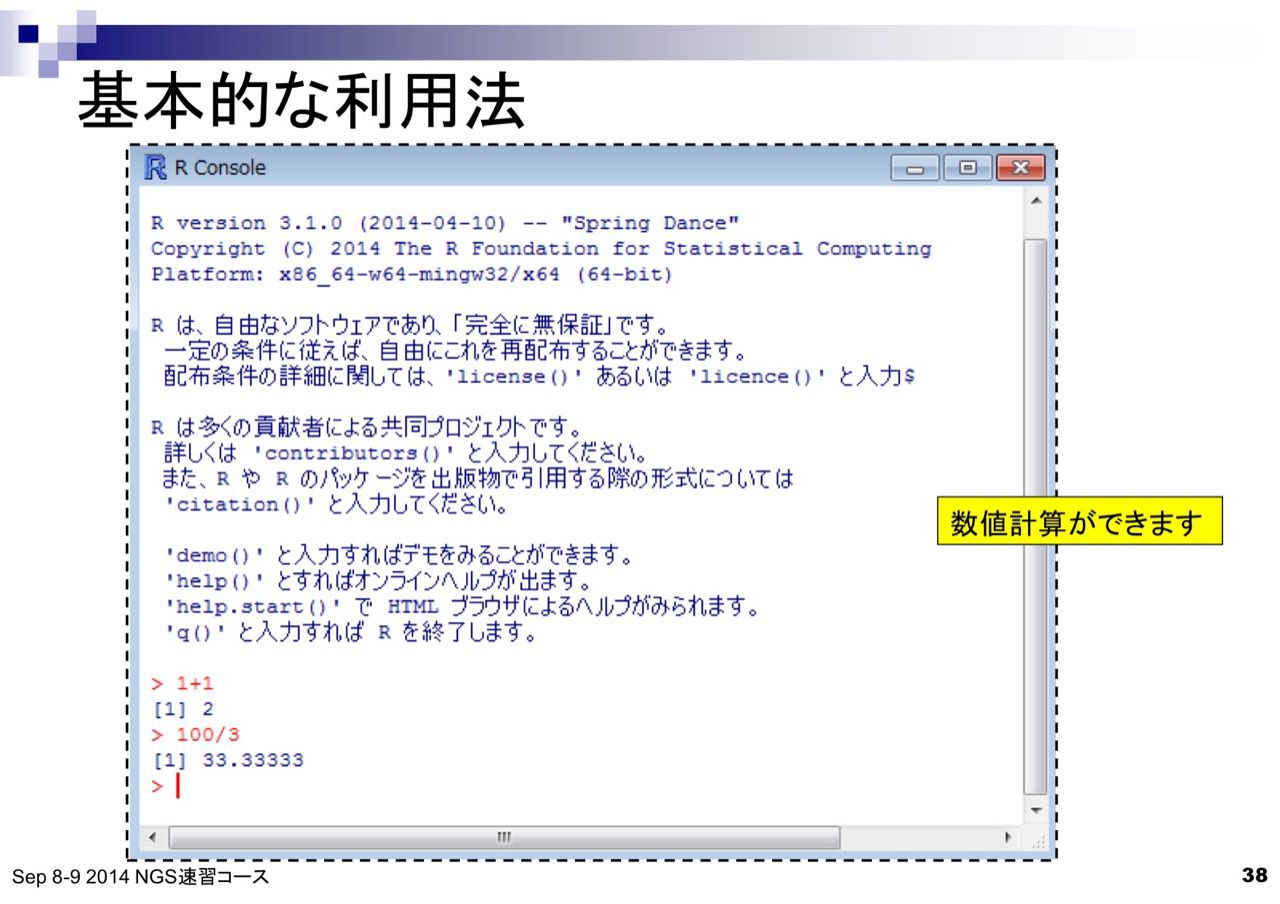 基本的な利用法
R Console
R version 3.1.0 (2014-04-10) -- "Spring Dance"
Copyright (C) 2014 The R Foundation for Statistical Computing
Platform: x86_64-w64-mingw32/x64 (64-bit)
R は、自由なソフトウェアであり、「完全に無保証」です。
一定の条件に従えば、自由にこれを再配布することができます。
配布条件の詳細に関しては、'license()' あるいは 'licence()' と入力$
R は多くの貢献者による共同プロジェクトです。
詳しくは 'contributors()' と入力してください。
また、R や R のパッケージを出版物で引用する際の形式については
'citation()' と入力してください。
'demo()' と入力すればデモをみることができます。
'help()' とすればオンラインヘルプが出ます。
'help.start()' で HTML ブラウザによるヘルプがみられます。
'q()' と入力すれば R を終了します。
> 1+1
[1] 2
> 100/3
[1] 33.33333
>
数値計算ができます
Sep 8-9 2014 NGS速習コース
38